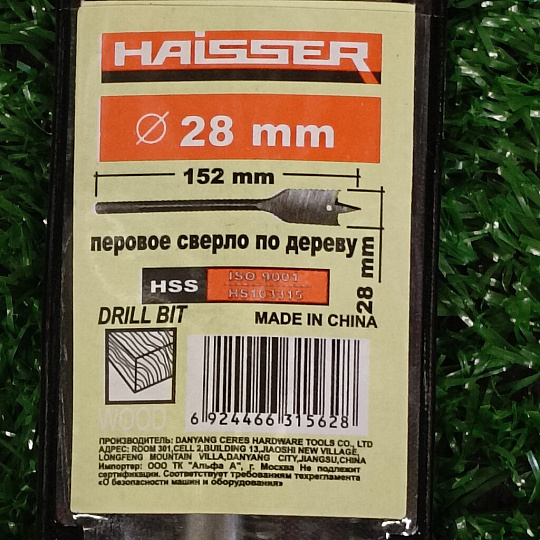 HAISSER
Ø 28 mm
152 mm
28 mm
перовое сверло по дереву
HSS
ISO 9001
HS103315
DRILL BIT
MADE IN CHINA
WOOD
6 924466 315628
ПРОИЗВОДИТЕЛЬ: DANYANG CERES HARDWARE TOOLS CO., LTD
АДРЕС: ROOM 301,CELL 2,BUILDING 13,JIAOSHI NEW VILLAGE,
LONGFENG MOUNTAIN VILLA,DANYANG CITY,JIANGSU,CHINA
Импортер: ООО ТК "Альфа А", г. Москва Не подлежит
сертификации. Соответствует требованиям техрегламента
«О безопасности машин и оборудования»